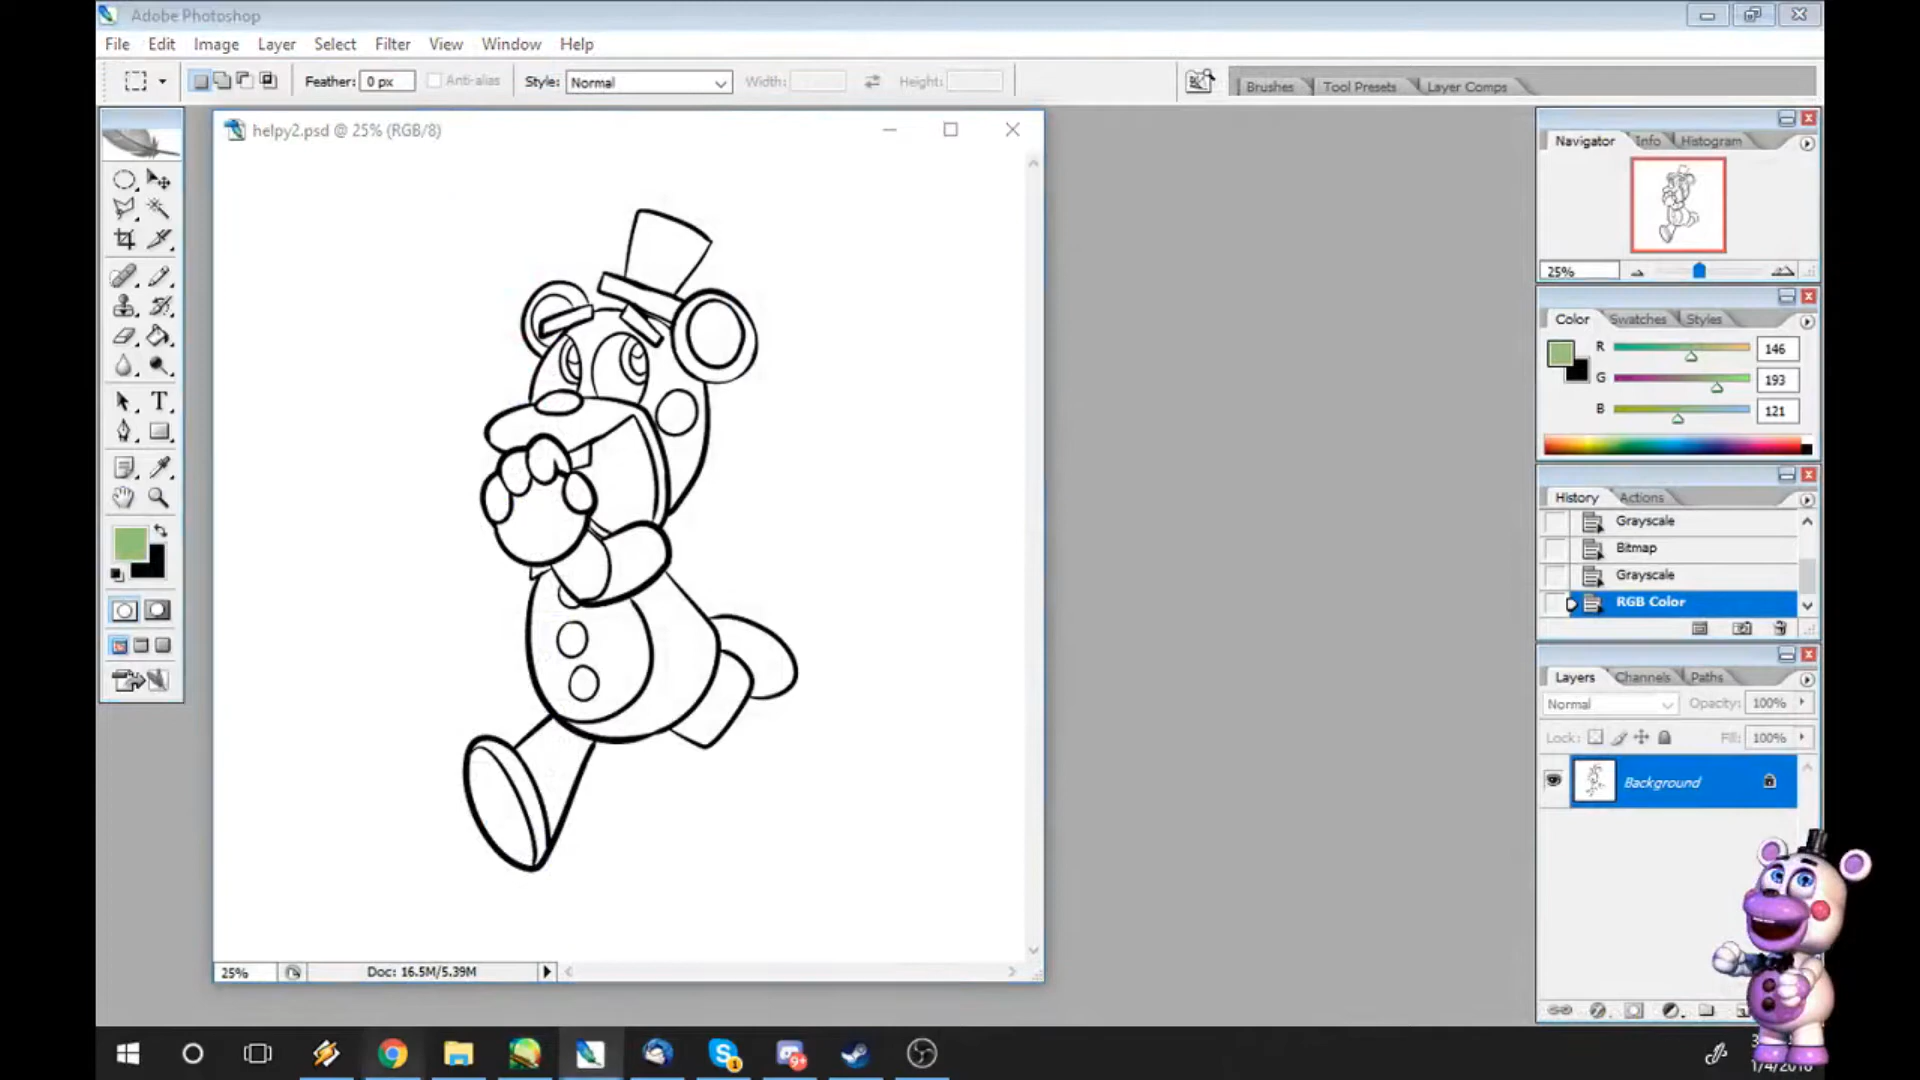 Adobe Photoshop
File Edit Image Layer Select Filter View Window Help
Feather: 0 px Anti-alias Style: Normal Width: Height: Brushes Tool Presets Layer Comps
helpy2.psd @ 25% (RGB/8)
25% Doc: 16.5M/5.39M
Navigator Info Histogram
25%
Color Swatches Styles
R 146
G 193
B 121
History Actions
Grayscale
Bitmap
Grayscale
RGB Color
Layers Channels Paths
Normal Opacity: 100%
Lock: Fill: 100%
Background